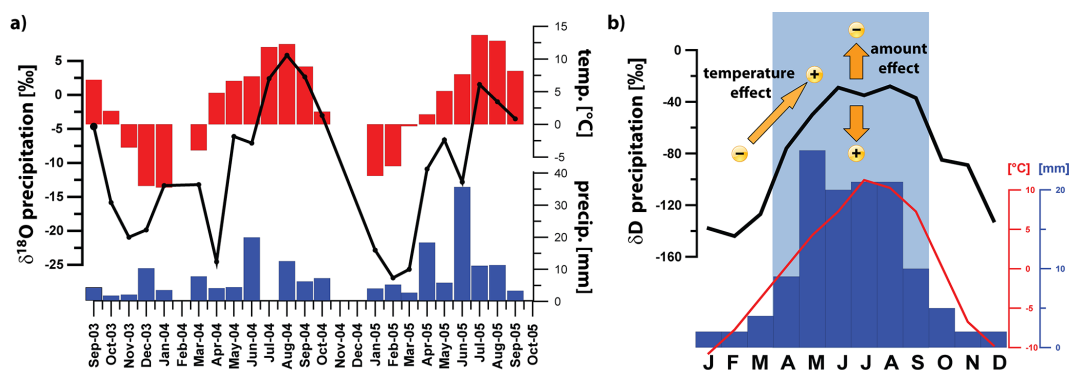 a)
δ¹⁸O precipitation [‰]
5
0
-5
-10
-15
-20
-25
temp. [°C]
15
10
5
0
-5
precip. [mm]
40
30
20
10
0
Sep-03
Oct-03
Nov-03
Dec-03
Jan-04
Feb-04
Mar-04
Apr-04
May-04
Jun-04
Jul-04
Aug-04
Sep-04
Oct-04
Nov-04
Dec-04
Jan-05
Feb-05
Mar-05
Apr-05
May-05
Jun-05
Jul-05
Aug-05
Sep-05
Oct-05
b)
δD precipitation [‰]
0
-40
-80
-120
-160
temperature
effect
amount
effect
−
+
−
+
[°C]
10
5
0
-5
-10
[mm]
20
10
0
J F M A M J J A S O N D